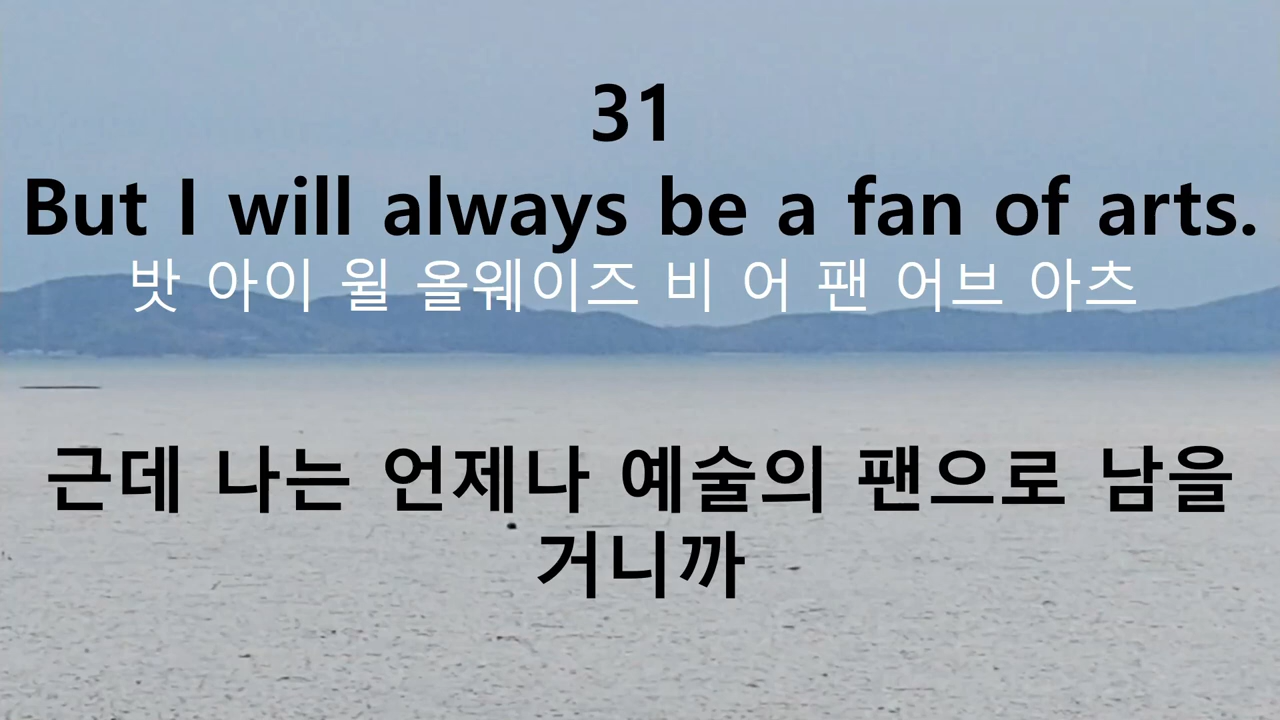 31
But I will always be a fan of arts.
밧 아이 윌 올웨이즈 비 어 팬 어브 아츠
근데 나는 언제나 예술의 팬으로 남을
거니까